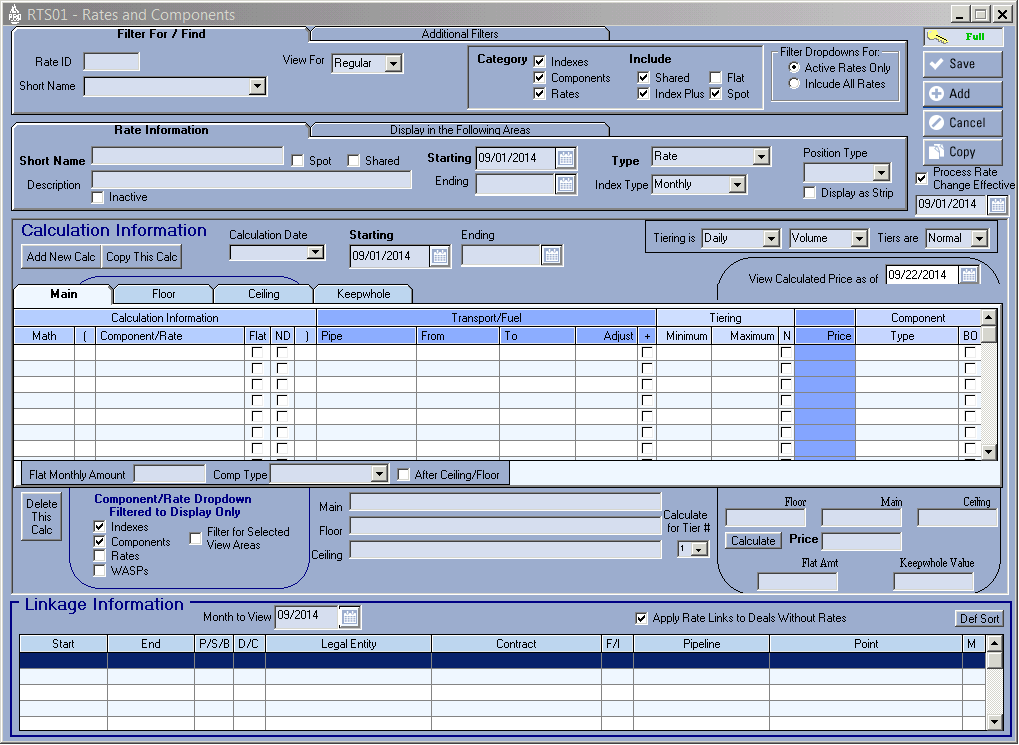 RTS01 - Rates and Components
Filter For / Find
Additional Filters
Full
Rate ID
View For Regular
Short Name
Category Indexes
Components
Rates
Include
Shared Flat
Index Plus Spot
Filter Dropdowns For:
Active Rates Only
Inlcude All Rates
Save
Add
Cancel
Copy
Process Rate
Change Effective
09/01/2014
Rate Information
Display in the Following Areas
Short Name Spot Shared
Description
Inactive
Starting 09/01/2014
Ending
Type Rate
Index Type Monthly
Position Type
Display as Strip
Calculation Information
Add New Calc Copy This Calc
Calculation Date
Starting
09/01/2014
Ending
Tiering is Daily Volume Tiers are Normal
View Calculated Price as of 09/22/2014
Main Floor Ceiling Keepwhole
Calculation Information Transport/Fuel Tiering Component
Math ( Component/Rate Flat ND ) Pipe From To Adjust + Minimum Maximum N Price Type BO
Flat Monthly Amount Comp Type After Ceiling/Floor
Delete
This
Calc
Component/Rate Dropdown
Filtered to Display Only
Indexes
Components
Rates
WASPs
Filter for Selected
View Areas
Main
Floor
Ceiling
Calculate
for Tier #
1
Floor Main Ceiling
Calculate Price
Flat Amt Keepwhole Value
Linkage Information
Month to View 09/2014
Apply Rate Links to Deals Without Rates
Def Sort
Start End P/S/B D/C Legal Entity Contract F/I Pipeline Point M